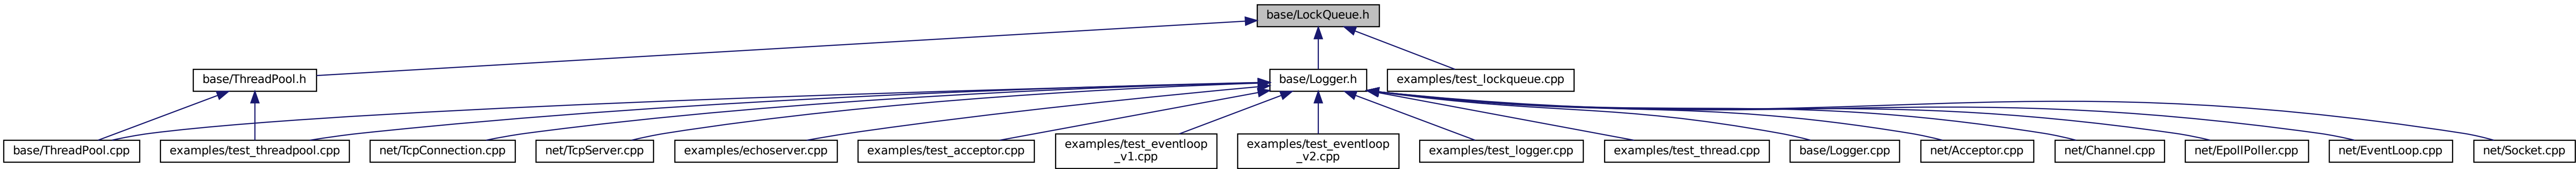 base/LockQueue.h
base/ThreadPool.h
base/Logger.h
examples/test_lockqueue.cpp
base/ThreadPool.cpp
examples/test_threadpool.cpp
net/TcpConnection.cpp
net/TcpServer.cpp
examples/echoserver.cpp
examples/test_acceptor.cpp
examples/test_eventloop
_v1.cpp
examples/test_eventloop
_v2.cpp
examples/test_logger.cpp
examples/test_thread.cpp
base/Logger.cpp
net/Acceptor.cpp
net/Channel.cpp
net/EpollPoller.cpp
net/EventLoop.cpp
net/Socket.cpp